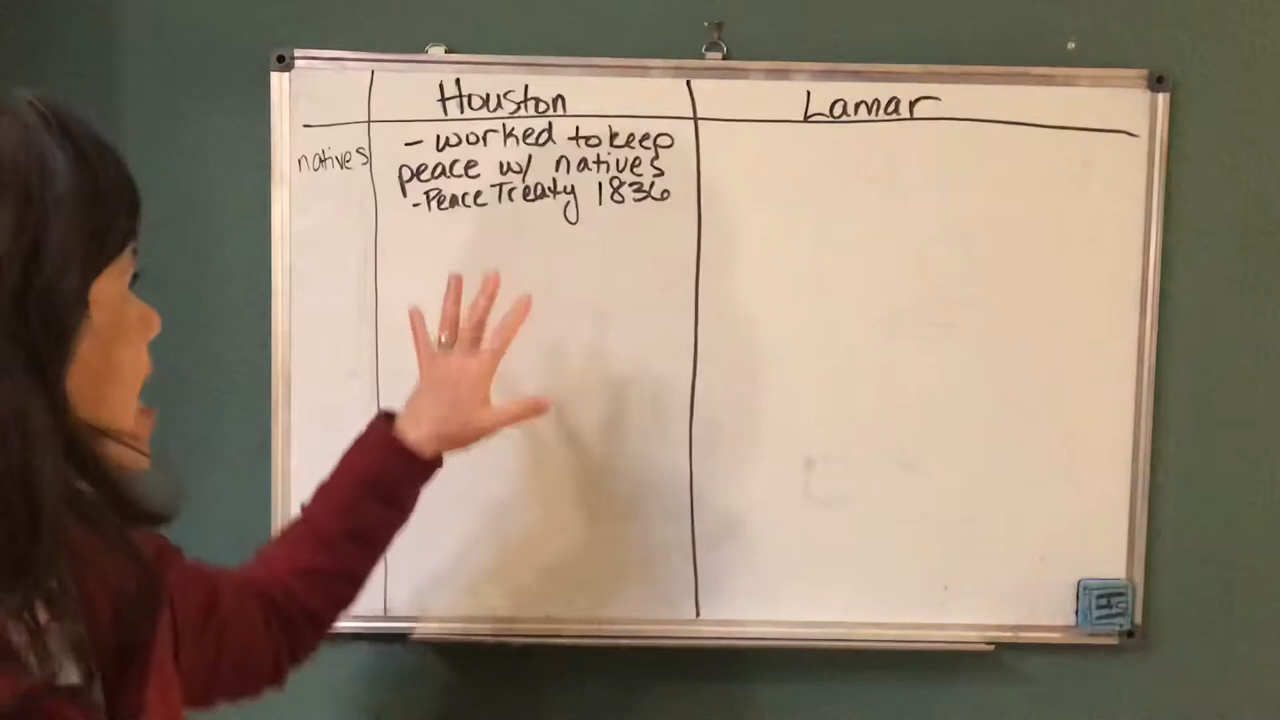 Houston
Lamar
natives
- worked to keep
peace w/ natives
- Peace Treaty 1836